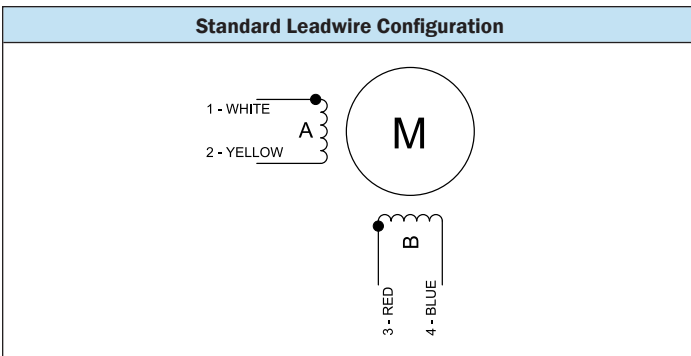 Standard Leadwire Configuration
1 - WHITE
A
2 - YELLOW
M
B
3 - RED
4 - BLUE